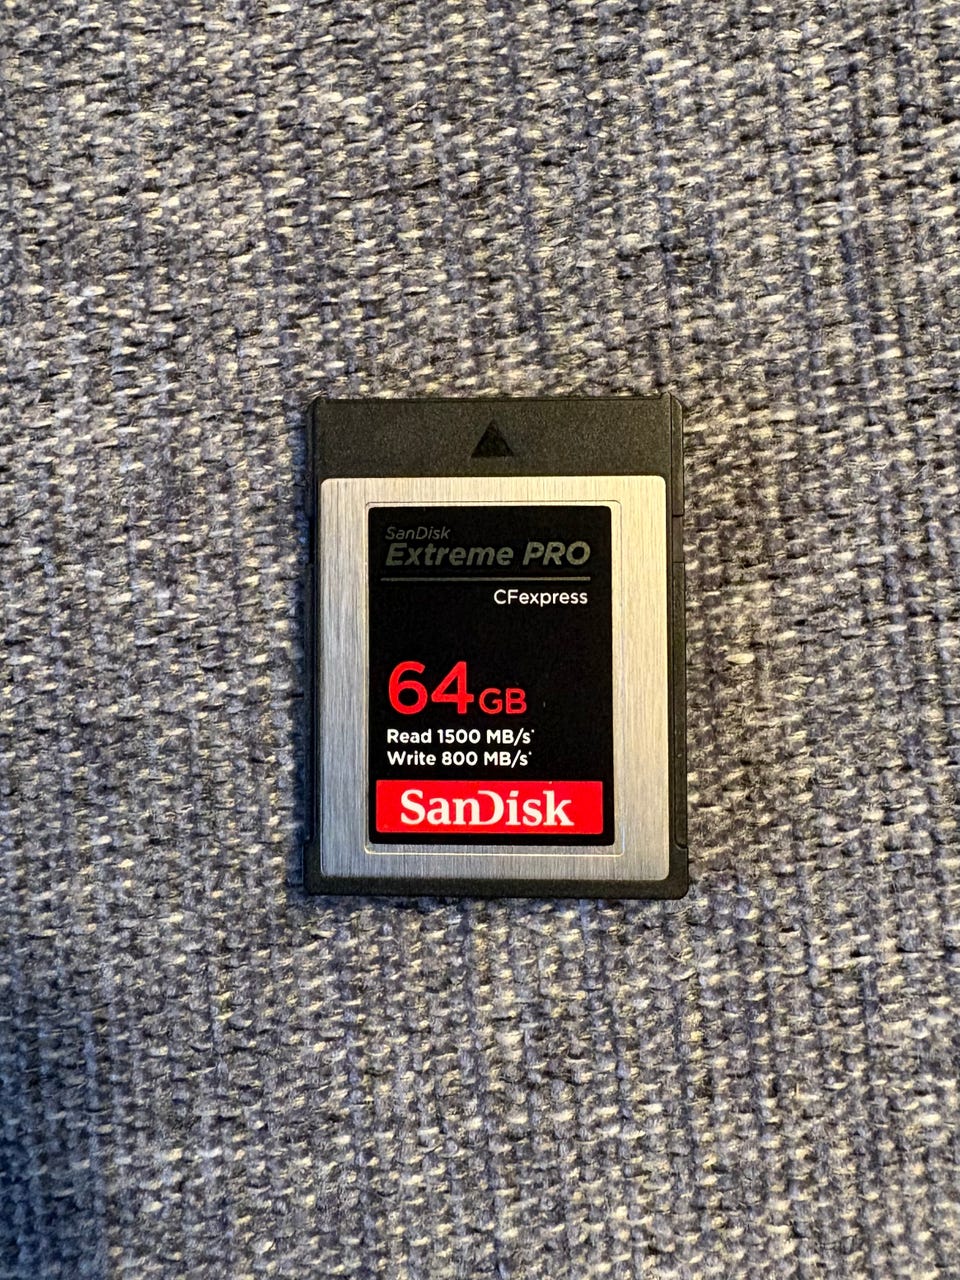 SanDisk
Extreme PRO
CFexpress
64GB
Read 1500 MB/s*
Write 800 MB/s*
SanDisk